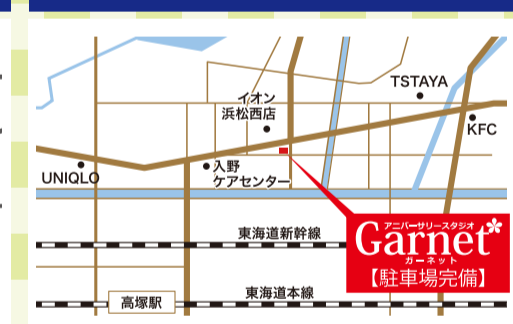 TSTAYA
イオン
浜松西店
KFC
入野
ケアセンター
UNIQLO
アニバーサリースタジオ
Garnet
ガーネット
【駐車場完備】
東海道新幹線
東海道本線
高塚駅